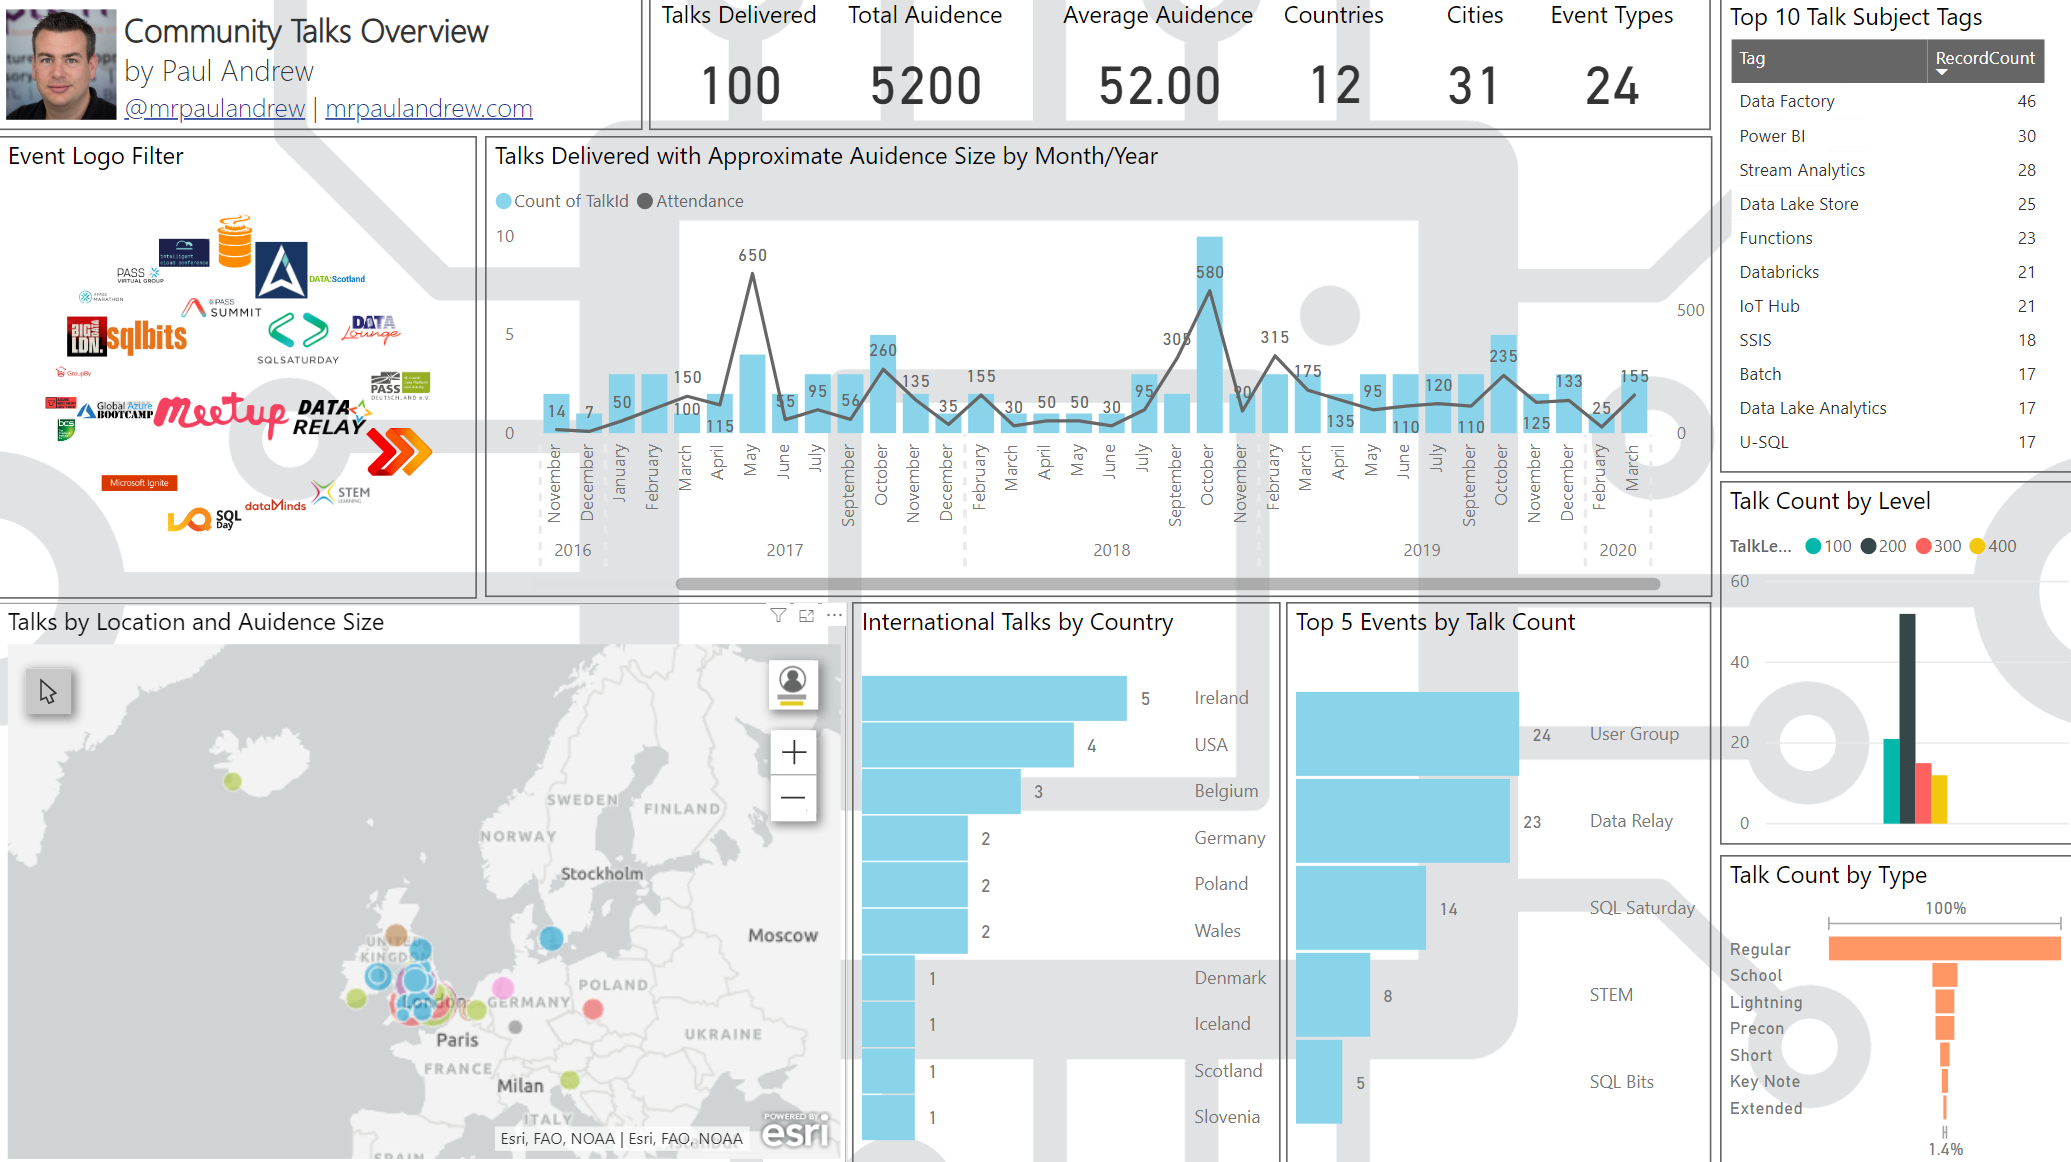 Community Talks Overview
by Paul Andrew
@mrpaulandrew | mrpaulandrew.com
Talks Delivered
100
Total Auidence
5200
Average Auidence
52.00
Countries
12
Cities
31
Event Types
24
Top 10 Talk Subject Tags
Tag RecordCount
Data Factory 46
Power BI 30
Stream Analytics 28
Data Lake Store 25
Functions 23
Databricks 21
IoT Hub 21
SSIS 18
Batch 17
Data Lake Analytics 17
U-SQL 17
Event Logo Filter
intelligent
cloud conference
PASS
VIRTUAL GROUP
DATA:Scotland
MARATHON
PASS
SUMMIT
BIG
DATA
LDN.
sqlbits
SQLSATURDAY
DATA
Lounge
GroupBy
PASS
DEUTSCHLAND e.V.
Global Azure
BOOTCAMP
Meetup
DATA
RELAY
bcs
Microsoft Ignite
STEM
LEARNING
dataMinds
SQL
Day
Talks Delivered with Approximate Auidence Size by Month/Year
Count of TalkId Attendance
10
5
0
500
0
14 7 50 150 100 115 650 55 95 56 260 135 35 155 30 50 50 30 95 305 580 90 315 175 135 95 110 120 110 235 125 133 25 155
November December January February March April May June July September October November December February March April May June July September October November February March April May June July September October November December February March
2016 2017 2018 2019 2020
Talk Count by Level
TalkLe... 100 200 300 400
60
40
20
0
Talks by Location and Auidence Size
SWEDEN
FINLAND
NORWAY
Stockholm
Moscow
UNITED
KINGDOM
London
POLAND
GERMANY
UKRAINE
Paris
FRANCE
Milan
ITALY
SPAIN
POWERED BY
esri
Esri, FAO, NOAA | Esri, FAO, NOAA
International Talks by Country
5 Ireland
4 USA
3 Belgium
2 Germany
2 Poland
2 Wales
1 Denmark
1 Iceland
1 Scotland
1 Slovenia
Top 5 Events by Talk Count
24 User Group
23 Data Relay
14 SQL Saturday
8 STEM
5 SQL Bits
Talk Count by Type
100%
Regular
School
Lightning
Precon
Short
Key Note
Extended
1.4%